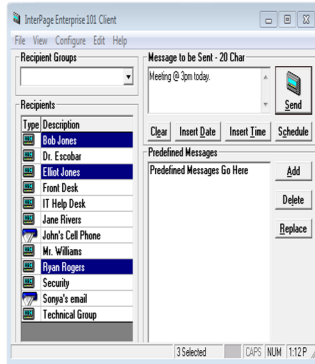 InterPage Enterprise 101 Client
File View Configure Edit Help
Recipient Groups
Message to be Sent - 20 Char
Meeting @ 3pm today.
Send
Clear Insert Date Insert Time Schedule
Recipients
Type Description
Bob Jones
Dr. Escobar
Elliot Jones
Front Desk
IT Help Desk
Jane Rivers
John's Cell Phone
Mr. Williams
Ryan Rogers
Security
Sonya's email
Technical Group
Predefined Messages
Predefined Messages Go Here
Add
Delete
Replace
3 Selected CAPS NUM 1:12 P